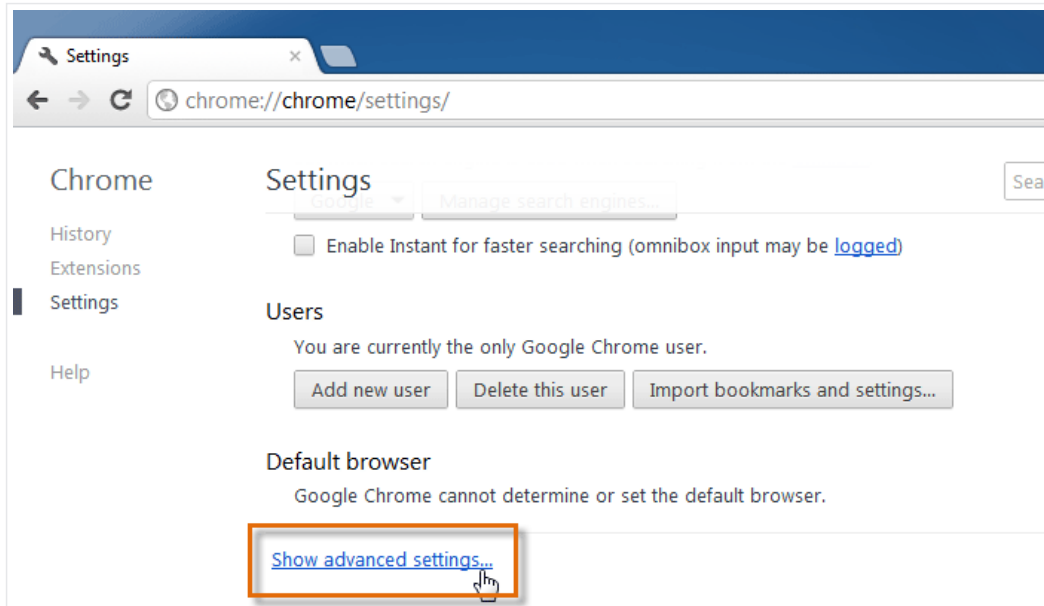 Settings
chrome://chrome/settings/
Chrome
History
Extensions
Settings
Help
Settings
Sea
Google
Manage search engines...
Enable Instant for faster searching (omnibox input may be logged)
Users
You are currently the only Google Chrome user.
Add new user
Delete this user
Import bookmarks and settings...
Default browser
Google Chrome cannot determine or set the default browser.
Show advanced settings...